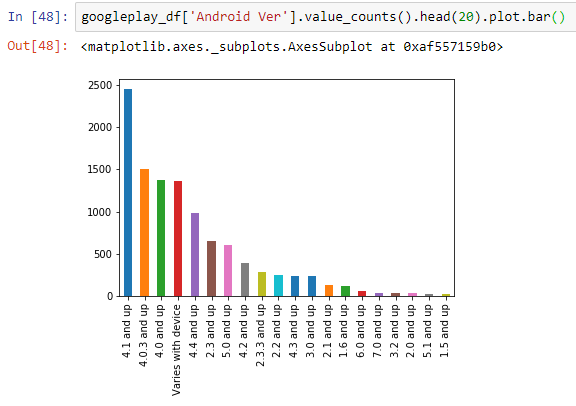 In [48]: googleplay_df['Android Ver'].value_counts().head(20).plot.bar()
Out[48]: <matplotlib.axes._subplots.AxesSubplot at 0xaf557159b0>
2500
2000
1500
1000
500
0
4.1 and up
4.0.3 and up
4.0 and up
Varies with device
4.4 and up
2.3 and up
5.0 and up
4.2 and up
2.3.3 and up
2.2 and up
4.3 and up
3.0 and up
2.1 and up
1.6 and up
6.0 and up
7.0 and up
3.2 and up
2.0 and up
5.1 and up
1.5 and up